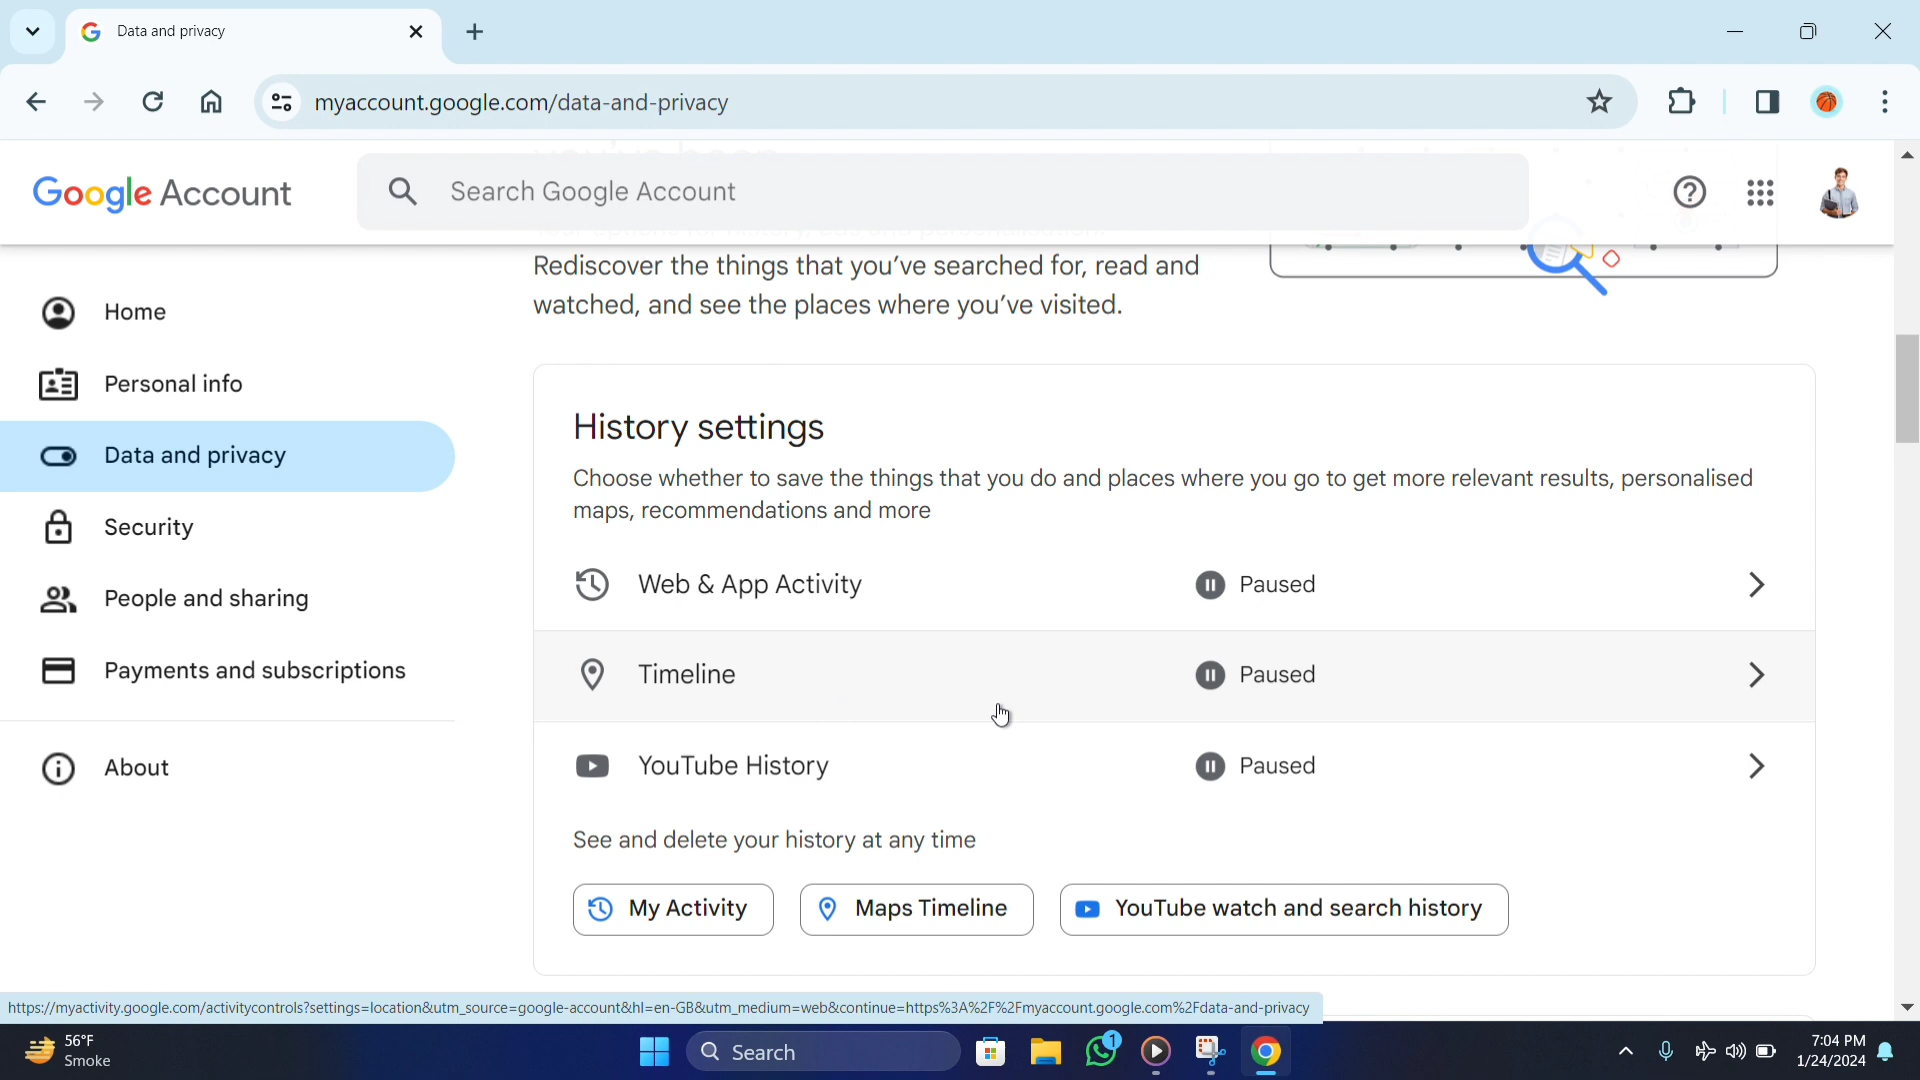 Data and privacy
myaccount.google.com/data-and-privacy
Google Account
Search Google Account
Rediscover the things that you've searched for, read and
watched, and see the places where you've visited.
Home
Personal info
Data and privacy
Security
People and sharing
Payments and subscriptions
About
History settings
Choose whether to save the things that you do and places where you go to get more relevant results, personalised
maps, recommendations and more
Web & App Activity Paused
Timeline Paused
YouTube History Paused
See and delete your history at any time
My Activity Maps Timeline YouTube watch and search history
https://myactivity.google.com/activitycontrols?settings=location&utm_source=google-account&hl=en-GB&utm_medium=web&continue=https%3A%2F%2Fmyaccount.google.com%2Fdata-and-privacy
56°F
Smoke
Search
1
7:04 PM
1/24/2024